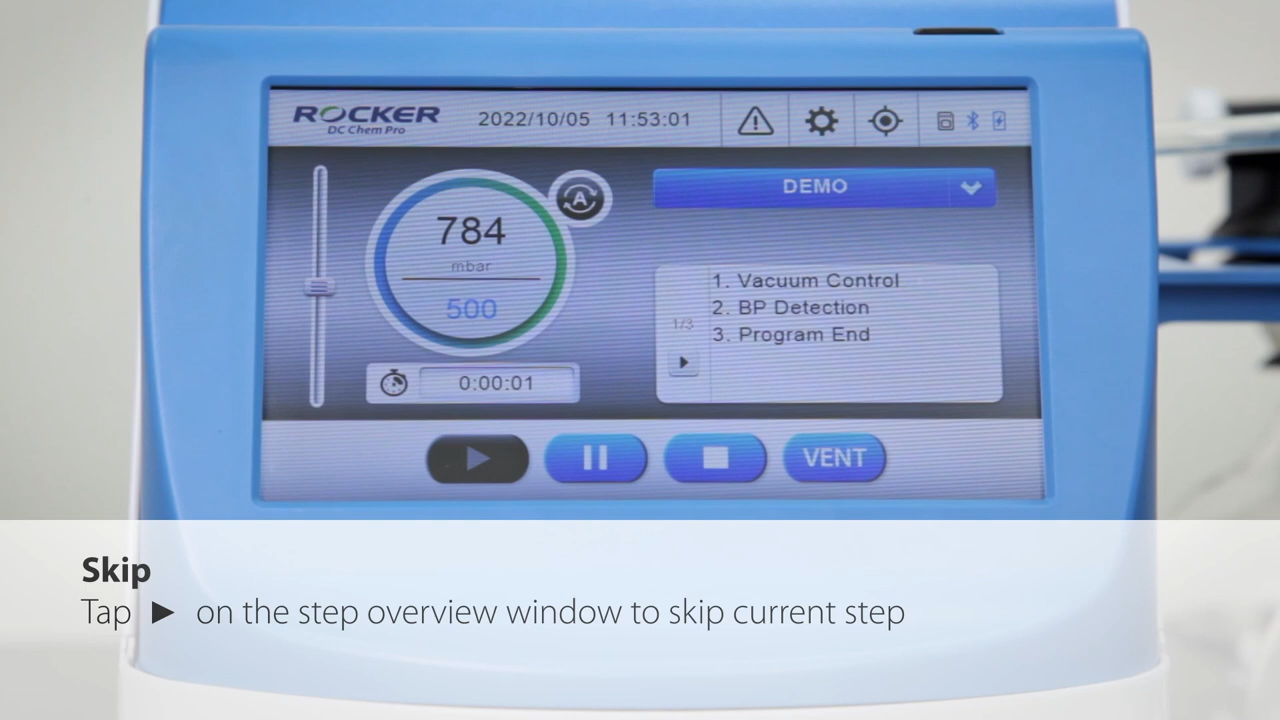 ROCKER
DC Chem Pro
2022/10/05 11:53:01
A
784
mbar
500
0:00:01
DEMO
1/3
1. Vacuum Control
2. BP Detection
3. Program End
VENT
Skip
Tap ► on the step overview window to skip current step